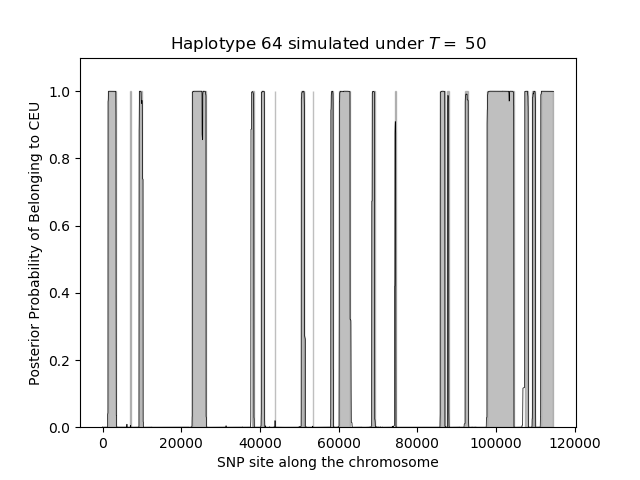 Haplotype 64 simulated under T = 50
Posterior Probability of Belonging to CEU
1.0
0.8
0.6
0.4
0.2
0.0
0 20000 40000 60000 80000 100000 120000
SNP site along the chromosome